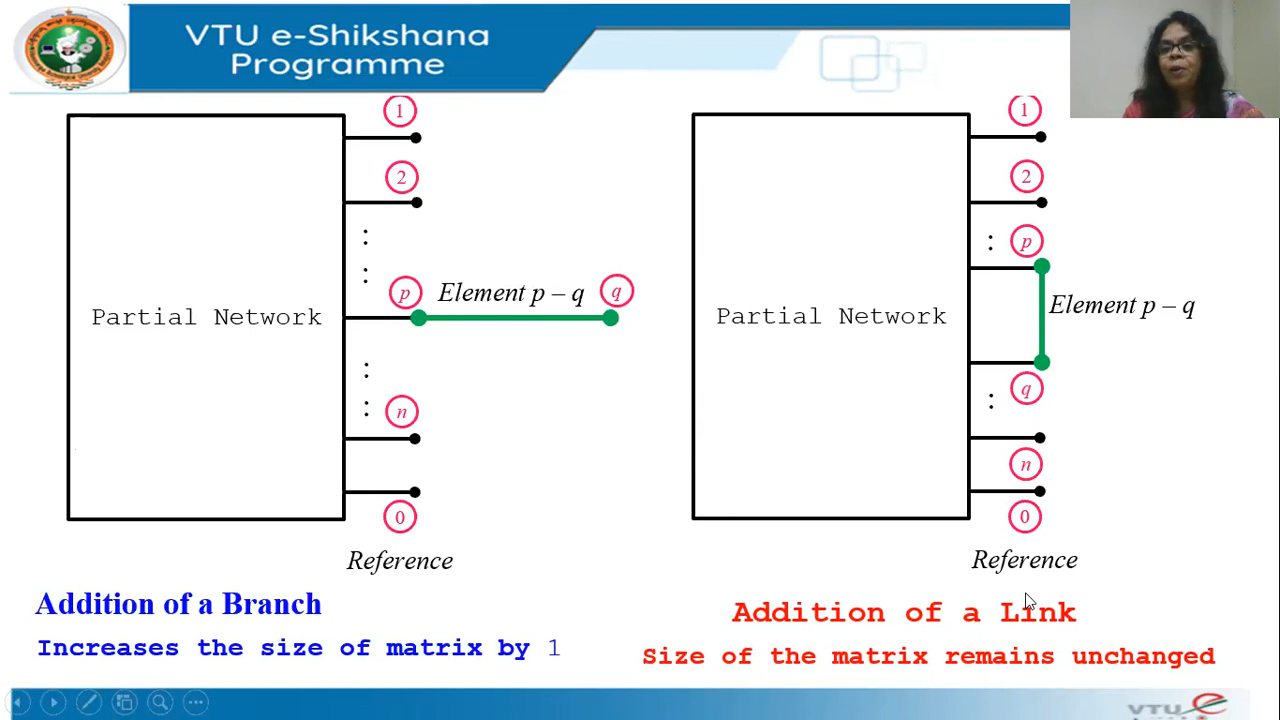 VTU e-Shikshana
Programme
1
2
:
:
p
Element p – q
q
Partial Network
:
:
n
0
Reference
Addition of a Branch
Increases the size of matrix by 1
1
2
:
p
Element p – q
Partial Network
q
:
n
0
Reference
Addition of a Link
Size of the matrix remains unchanged
VTU e